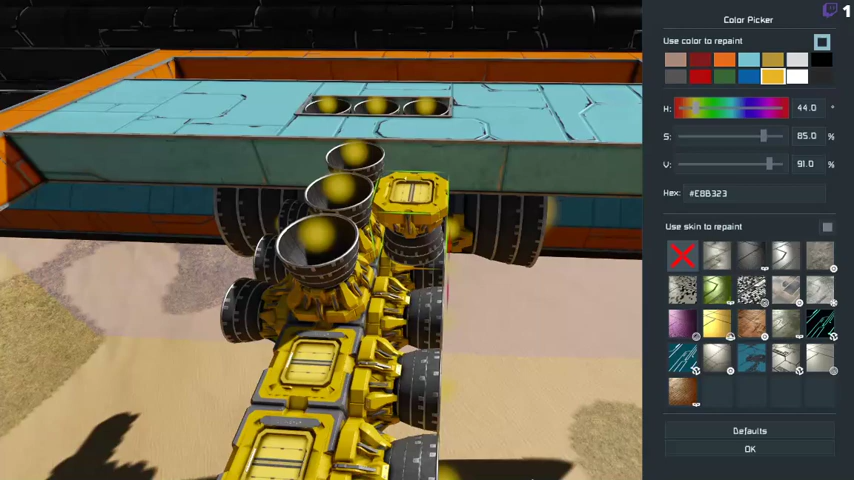 1
Color Picker
Use color to repaint
H: 44.0 °
S: 85.0 %
V: 91.0 %
Hex: #E8B323
Use skin to repaint
Defaults
OK